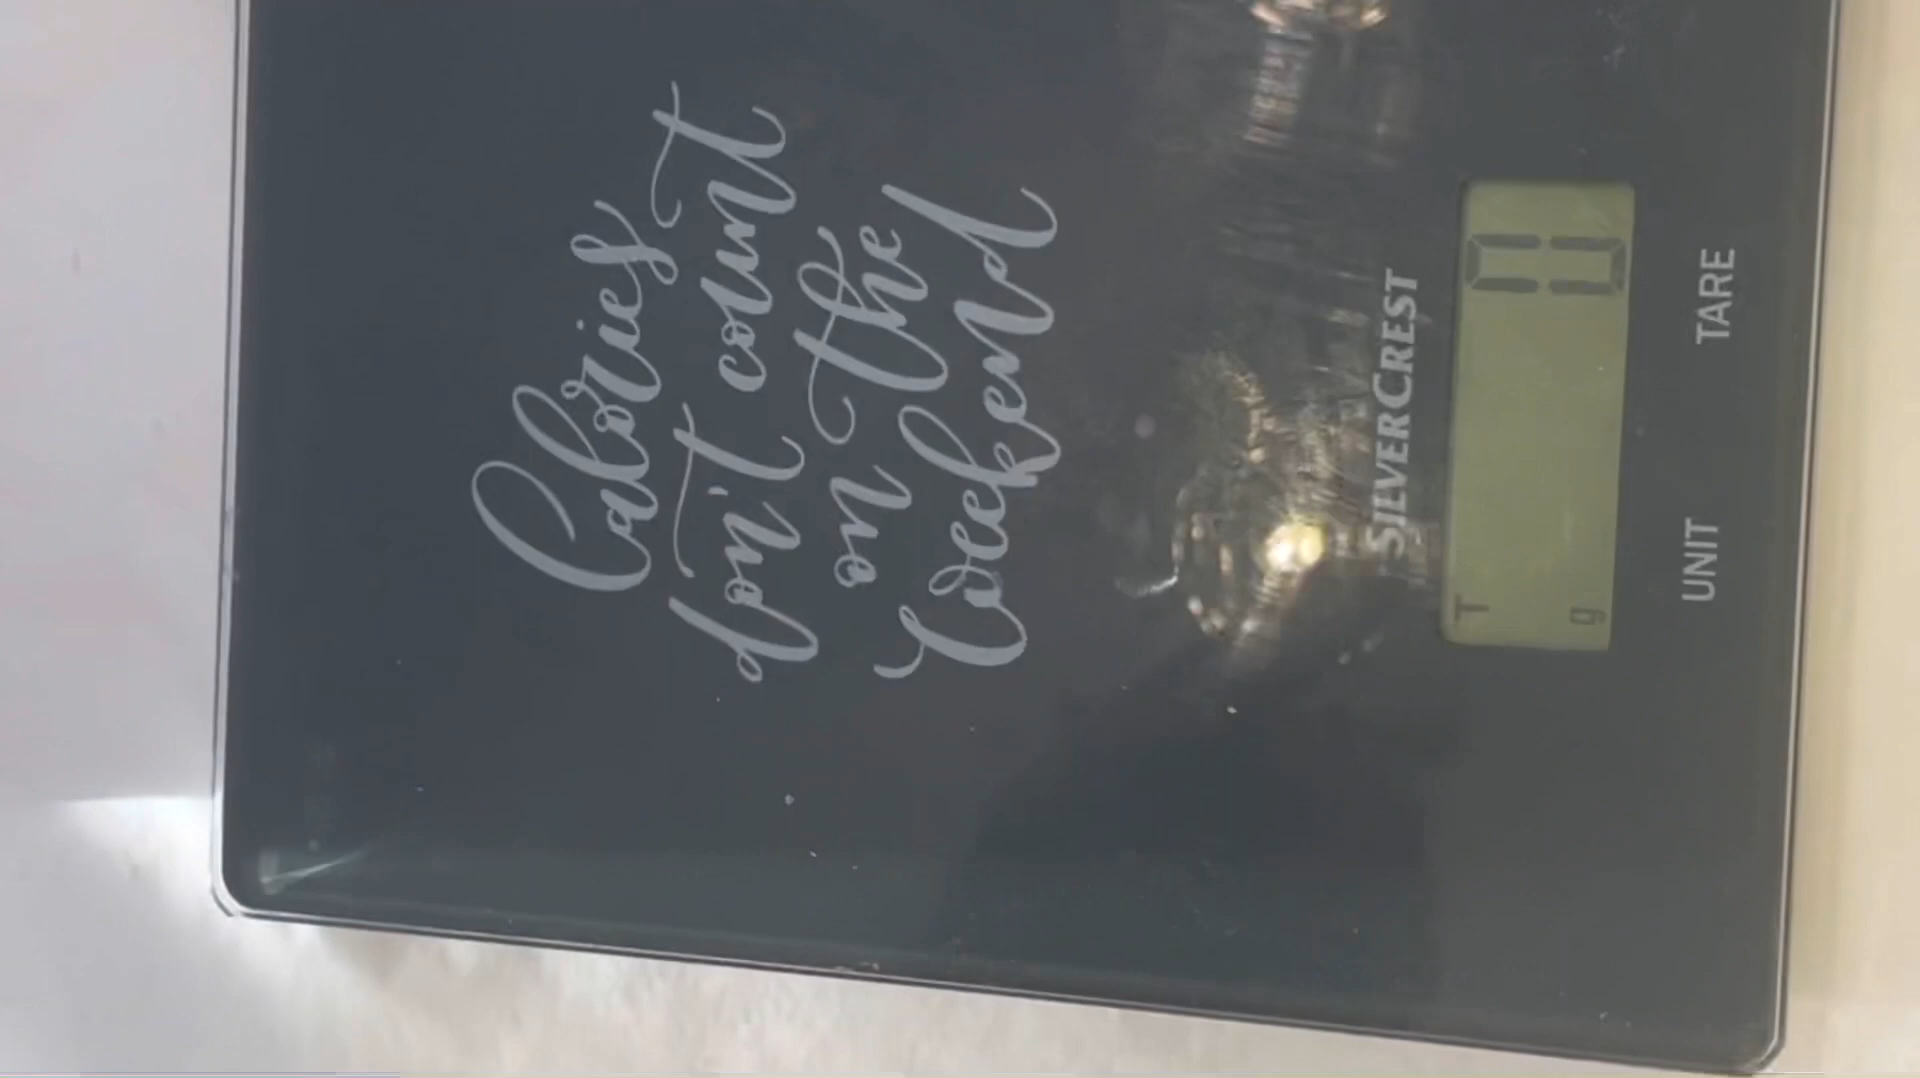 Calories
don't count
on the
Weekend
SILVERCREST
T
0
g
UNIT TARE